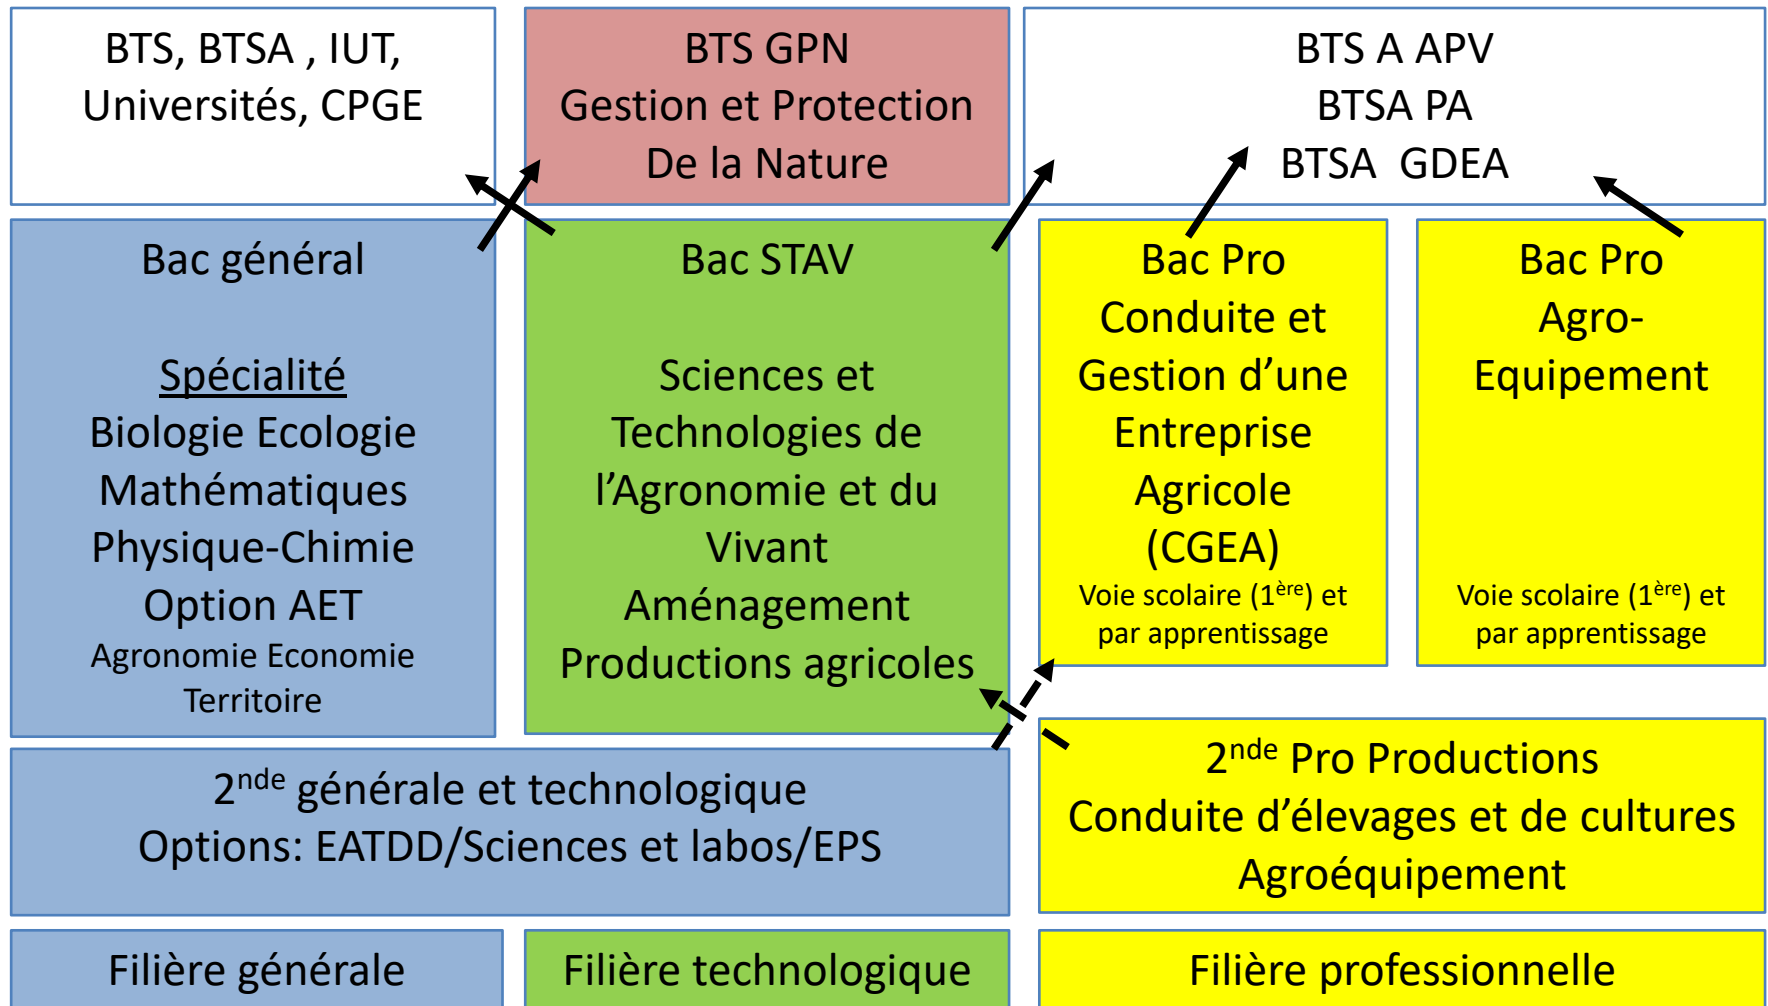 BTS, BTSA , IUT,
Universités, CPGE
BTS GPN
Gestion et Protection
De la Nature
BTS A APV
BTSA PA
BTSA GDEA
Bac général
Spécialité
Biologie Ecologie
Mathématiques
Physique-Chimie
Option AET
Agronomie Economie
Territoire
Bac STAV
Sciences et
Technologies de
l’Agronomie et du
Vivant
Aménagement
Productions agricoles
Bac Pro
Conduite et
Gestion d’une
Entreprise
Agricole
(CGEA)
Voie scolaire (1ère) et
par apprentissage
Bac Pro
Agro-
Equipement
Voie scolaire (1ère) et
par apprentissage
2nde générale et technologique
Options: EATDD/Sciences et labos/EPS
2nde Pro Productions
Conduite d’élevages et de cultures
Agroéquipement
Filière générale
Filière technologique
Filière professionnelle